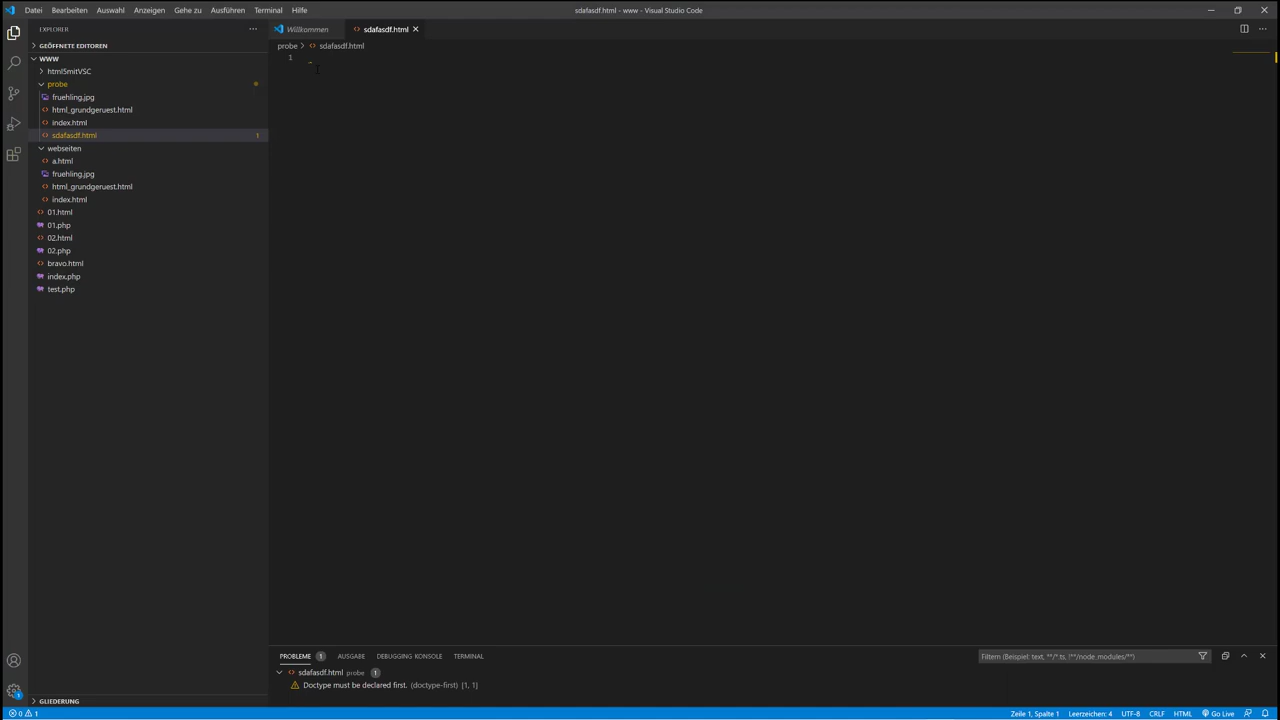 Datei Bearbeiten Auswahl Anzeigen Gehe zu Ausführen Terminal Hilfe sdafasdf.html - www - Visual Studio Code
EXPLORER
Willkommen sdafasdf.html
GEÖFFNETE EDITOREN
probe sdafasdf.html
WWW
1
html5mitVSC
probe
fruehling.jpg
html_grundgeruest.html
index.html
sdafasdf.html 1
webseiten
a.html
fruehling.jpg
html_grundgeruest.html
index.html
01.html
01.php
02.html
02.php
bravo.html
index.php
test.php
PROBLEME 1 AUSGABE DEBUGGING KONSOLE TERMINAL Filtern (Beispiel: text, **/*.ts, !**/node_modules/**)
sdafasdf.html probe 1
Doctype must be declared first. (doctype-first) [1, 1]
1
GLIEDERUNG
0 1 Zeile 1, Spalte 1 Leerzeichen: 4 UTF-8 CRLF HTML Go Live